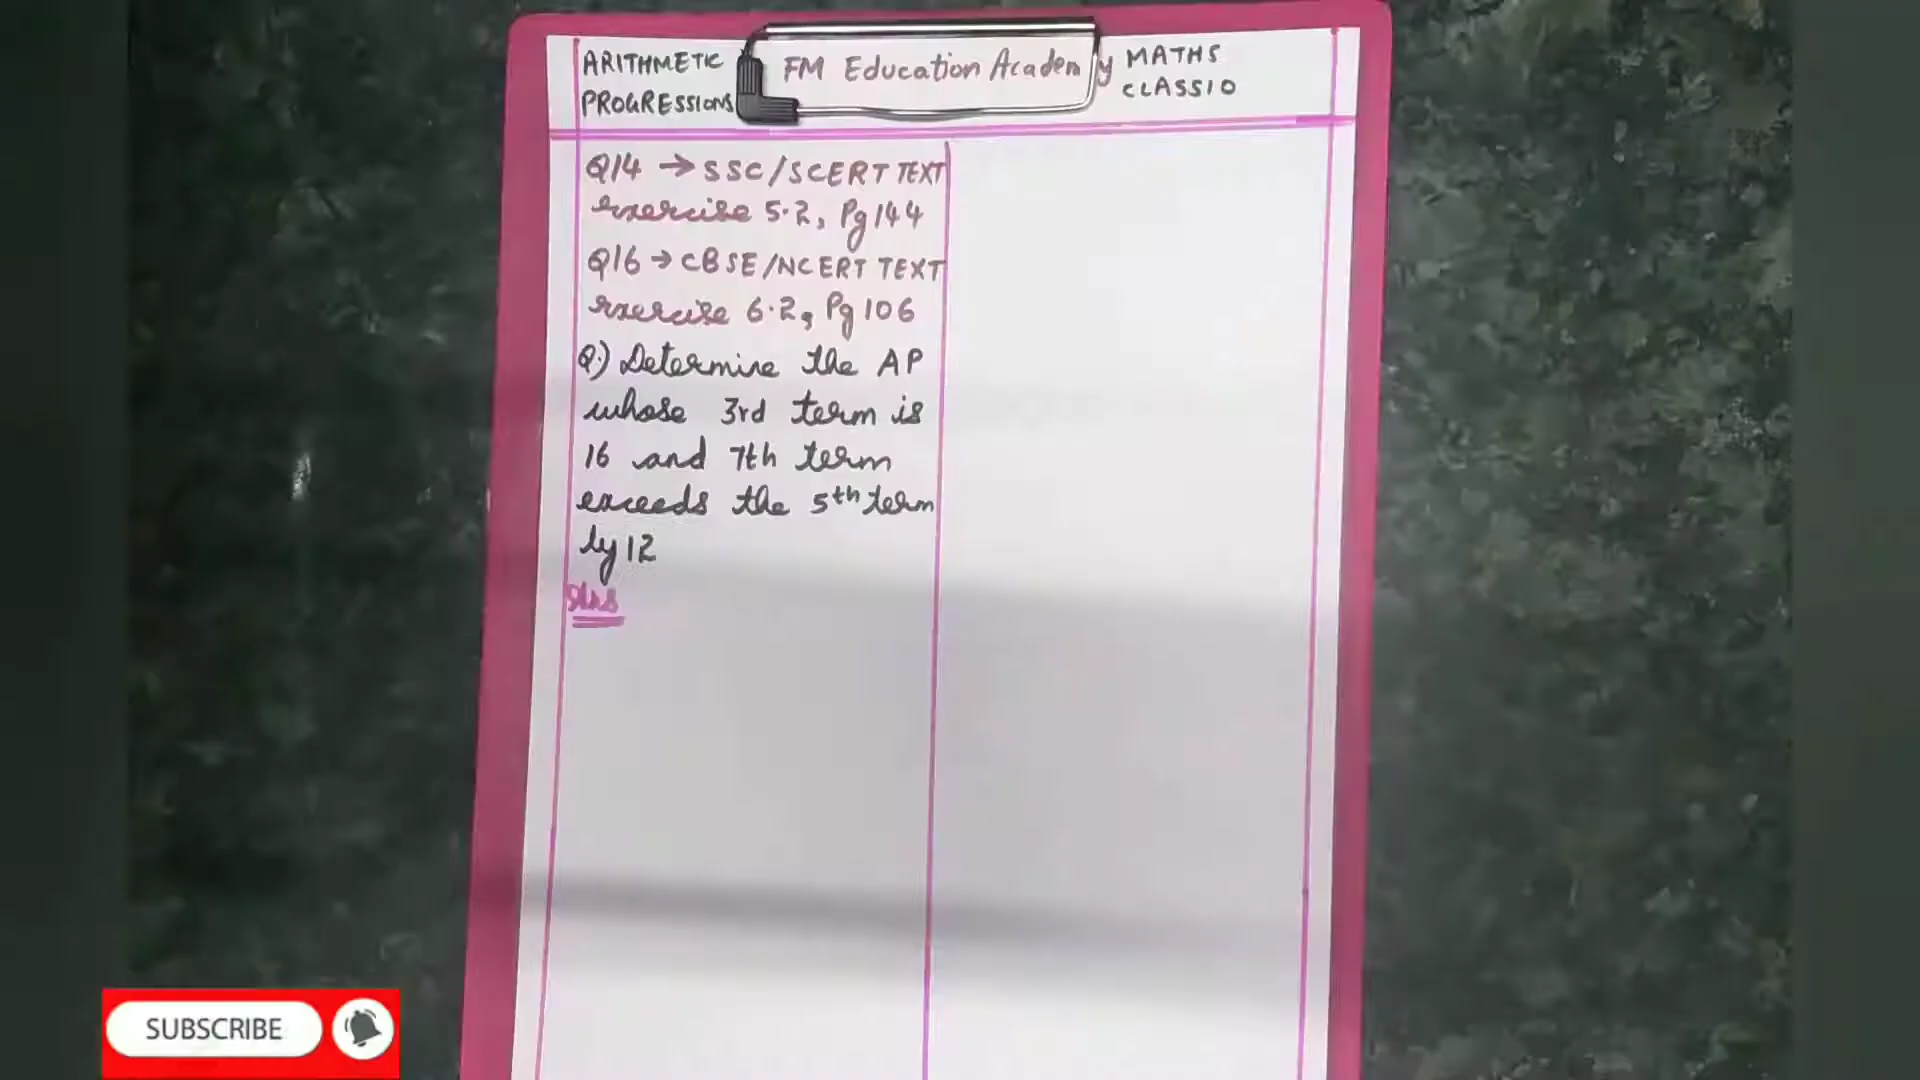 ARITHMETIC
PROGRESSIONS
FM Education Academy
MATHS
CLASS10
Q14 → SSC/SCERT TEXT
exercise 5.2, Pg 144
Q16 → CBSE/NCERT TEXT
exercise 6.2, Pg 106
Q.) Determine the AP
whose 3rd term is
16 and 7th term
exceeds the 5th term
by 12
Ans
SUBSCRIBE